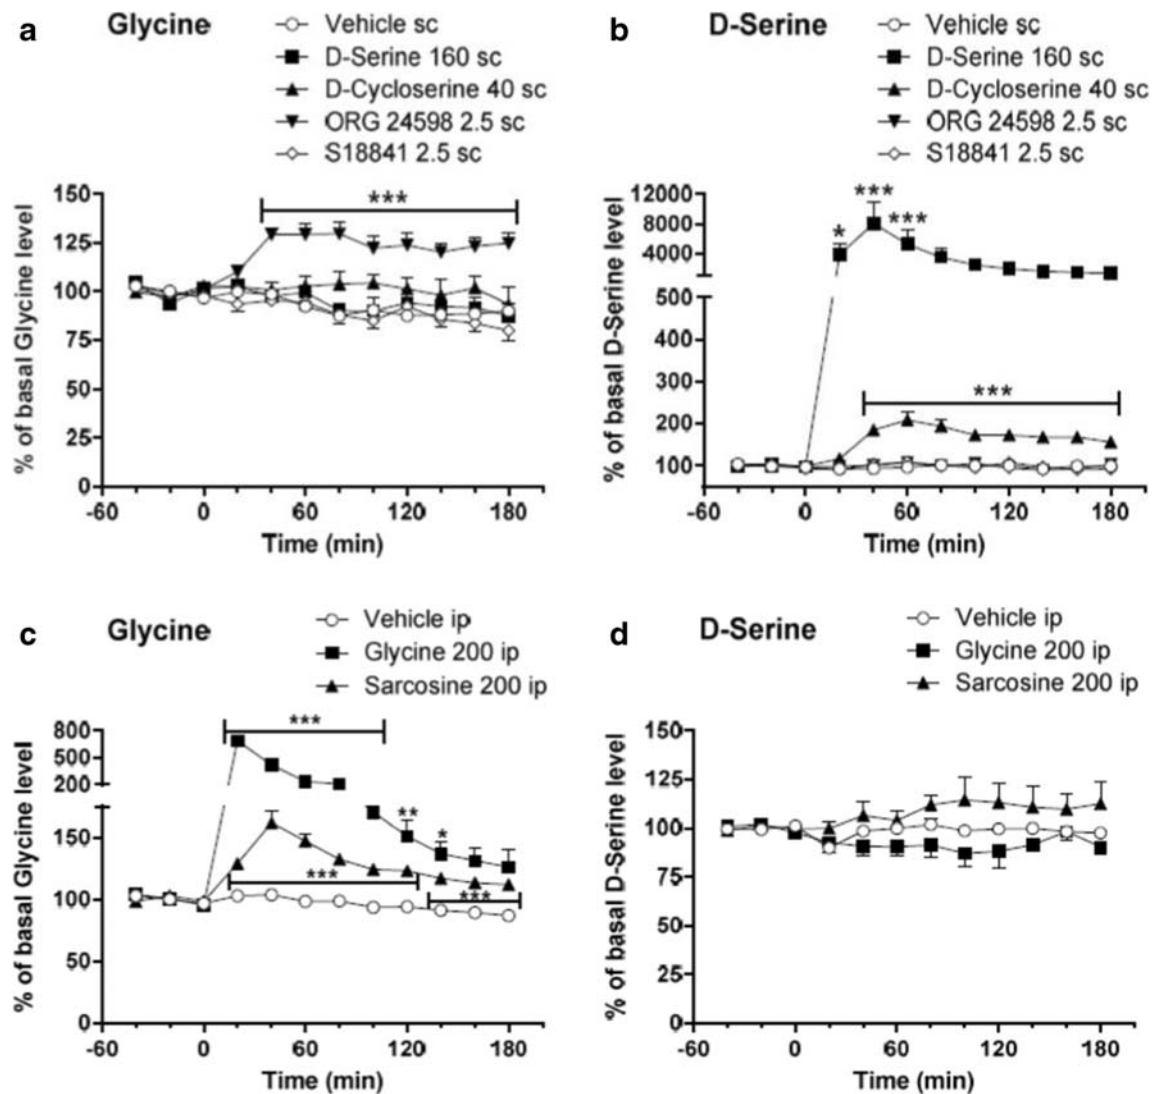 a
Glycine
Vehicle sc
D-Serine 160 sc
D-Cycloserine 40 sc
ORG 24598 2.5 sc
S18841 2.5 sc
% of basal Glycine level
150
125
100
75
50
25
0
***
-60 0 60 120 180
Time (min)
b
D-Serine
Vehicle sc
D-Serine 160 sc
D-Cycloserine 40 sc
ORG 24598 2.5 sc
S18841 2.5 sc
% of basal D-Serine level
12000
8000
4000
500
400
300
200
100
* *** ***
***
-60 0 60 120 180
Time (min)
c
Glycine
Vehicle ip
Glycine 200 ip
Sarcosine 200 ip
% of basal Glycine level
800
500
200
150
100
50
0
***
** *
*** ***
-60 0 60 120 180
Time (min)
d
D-Serine
Vehicle ip
Glycine 200 ip
Sarcosine 200 ip
% of basal D-Serine level
150
125
100
75
50
25
0
-60 0 60 120 180
Time (min)